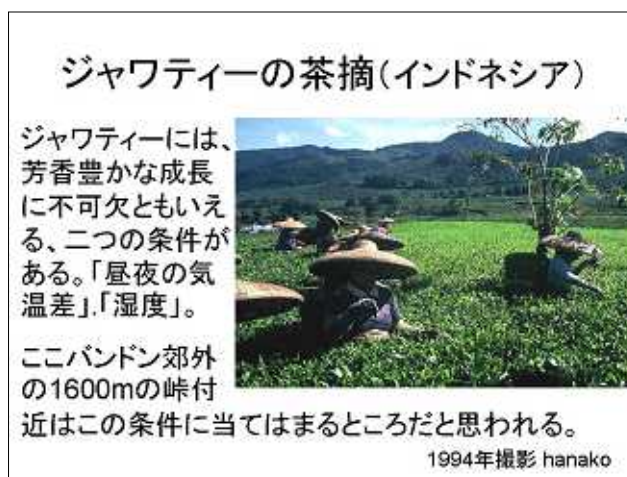 ジャワティーの茶摘（インドネシア）
ジャワティーには、
芳香豊かな成長
に不可欠ともいえ
る、二つの条件が
ある。「昼夜の気
温差」.「湿度」。
ここバンドン郊外
の1600mの峠付
近はこの条件に当てはまるところだと思われる。
1994年撮影 hanako